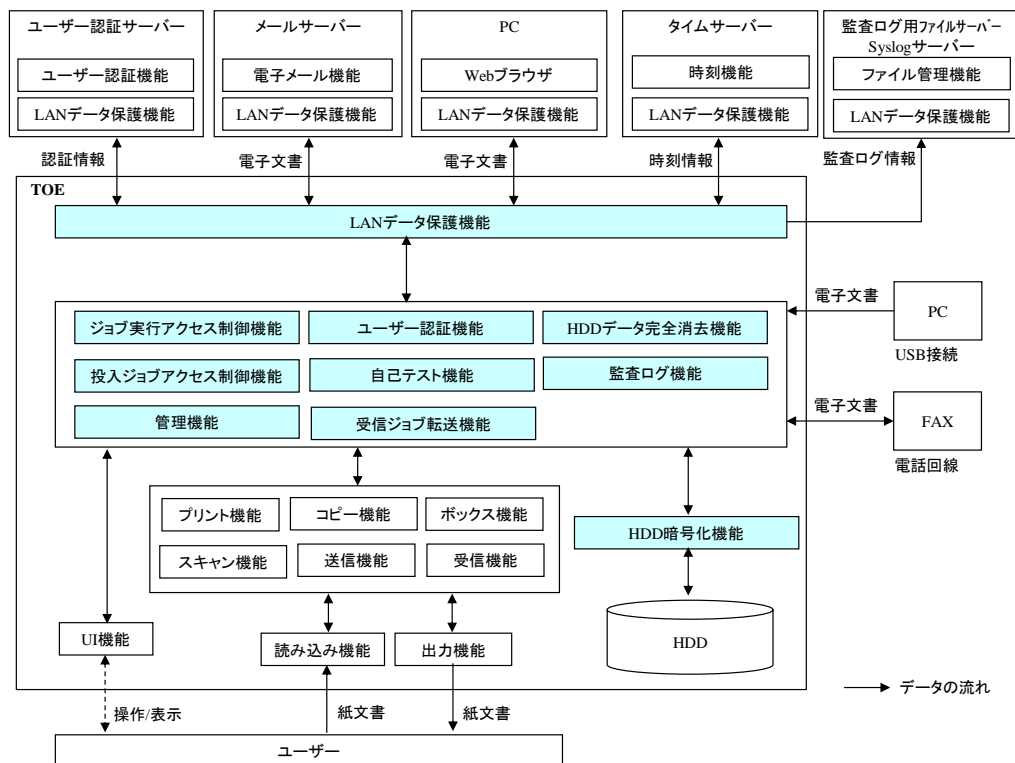 ユーザー認証サーバー
ユーザー認証機能
LANデータ保護機能
メールサーバー
電子メール機能
LANデータ保護機能
PC
Webブラウザ
LANデータ保護機能
タイムサーバー
時刻機能
LANデータ保護機能
監査ログ用ファイルサーバー
Syslogサーバー
ファイル管理機能
LANデータ保護機能
認証情報
電子文書
電子文書
時刻情報
監査ログ情報
TOE
LANデータ保護機能
ジョブ実行アクセス制御機能
ユーザー認証機能
HDDデータ完全消去機能
投入ジョブアクセス制御機能
自己テスト機能
監査ログ機能
管理機能
受信ジョブ転送機能
電子文書
PC
USB接続
電子文書
FAX
電話回線
プリント機能
コピー機能
ボックス機能
スキャン機能
送信機能
受信機能
HDD暗号化機能
HDD
UI機能
読み込み機能
出力機能
データの流れ
操作/表示
紙文書
紙文書
ユーザー